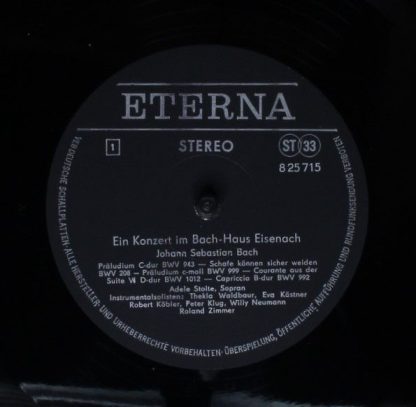 ETERNA
1 STEREO ST 33
8 25 715
Ein Konzert im Bach-Haus Eisenach
Johann Sebastian Bach
Präludium C-dur BWV 943 — Schafe können sicher weiden
BWV 208 – Präludium c-moll BWV 999 – Courante aus der
Suite VI D-dur BWV 1012 – Capriccio B-dur BWV 992
Adele Stolte, Sopran
Instrumentalsolisten: Thekla Waldbaur, Eva Kästner
Robert Köbler, Peter Klug, Willy Neumann
Roland Zimmer
VEB DEUTSCHE SCHALLPLATTEN · ALLE HERSTELLER- UND URHEBERRECHTE VORBEHALTEN · ÜBERSPIELUNG, ÖFFENTLICHE AUFFÜHRUNG UND RUNDFUNKSENDUNG VERBOTEN